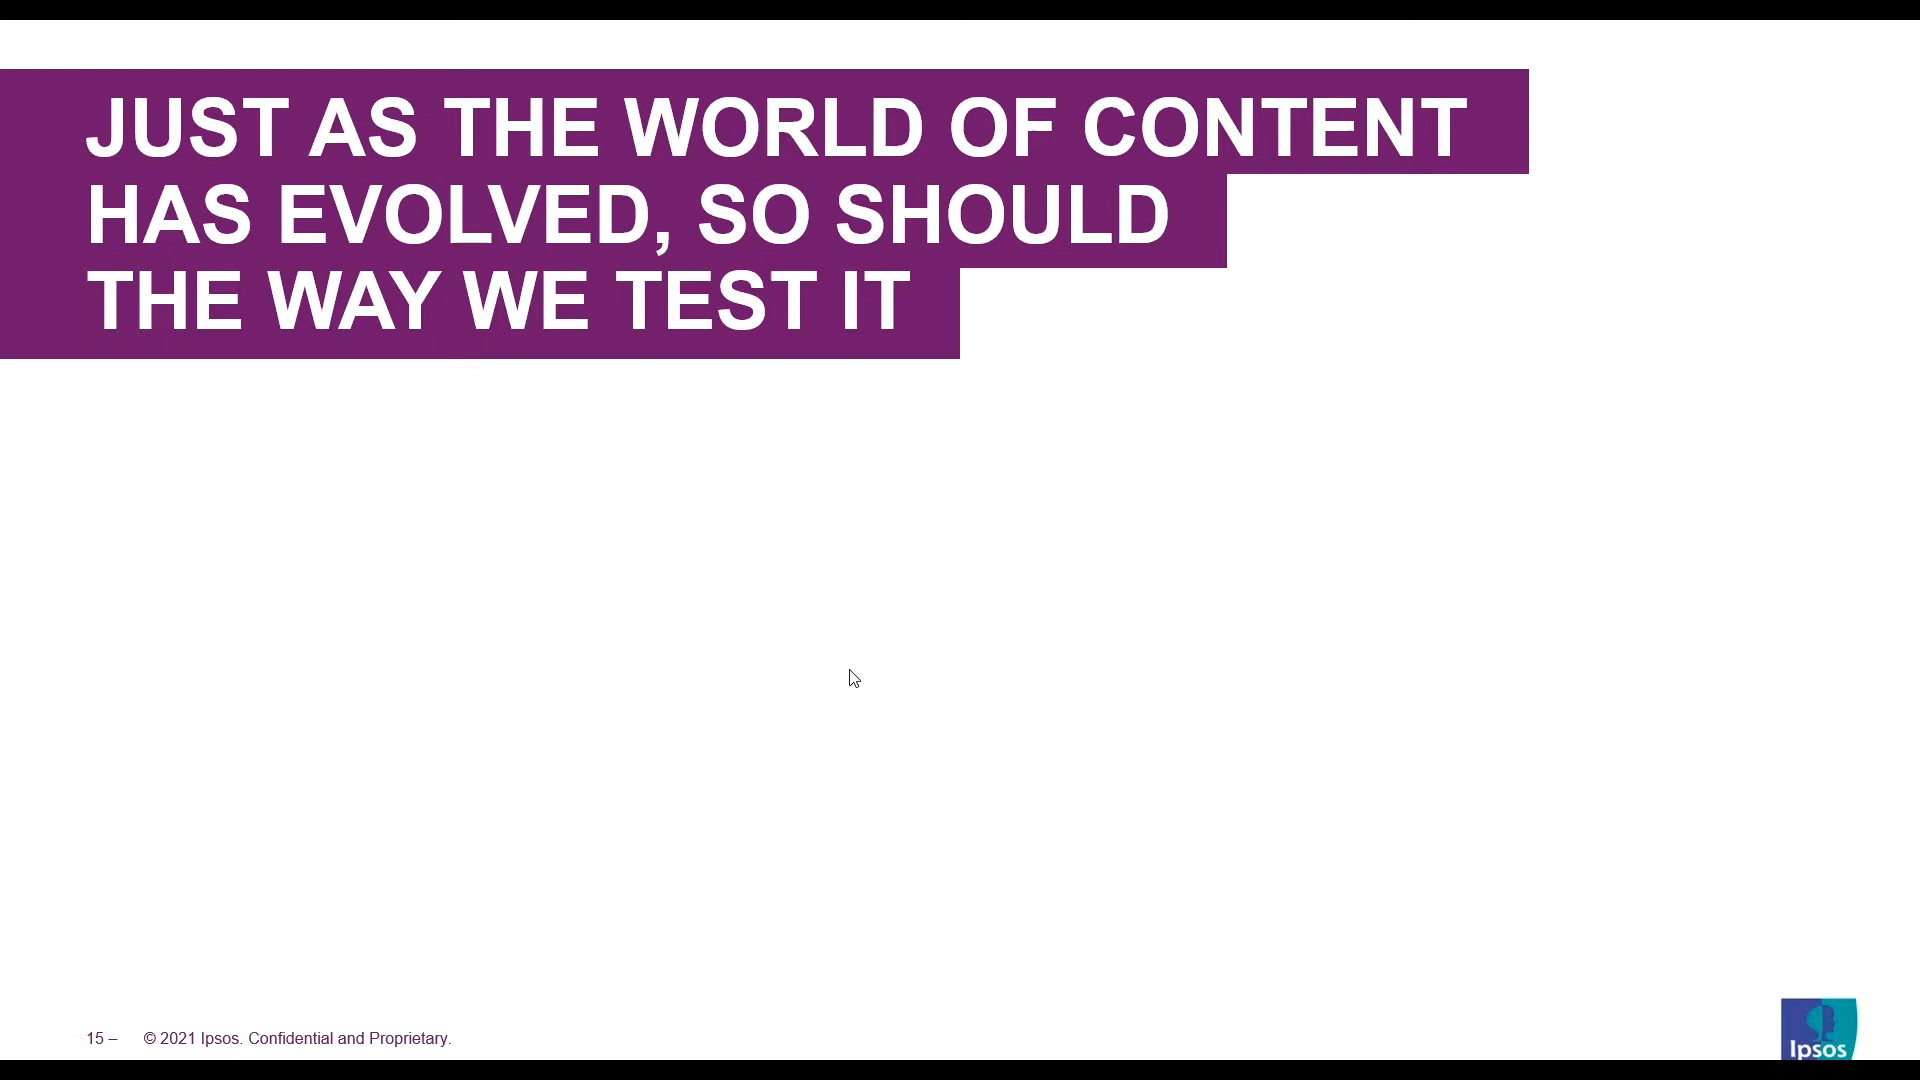 JUST AS THE WORLD OF CONTENT
HAS EVOLVED, SO SHOULD
THE WAY WE TEST IT
15 – © 2021 Ipsos. Confidential and Proprietary.
Ipsos